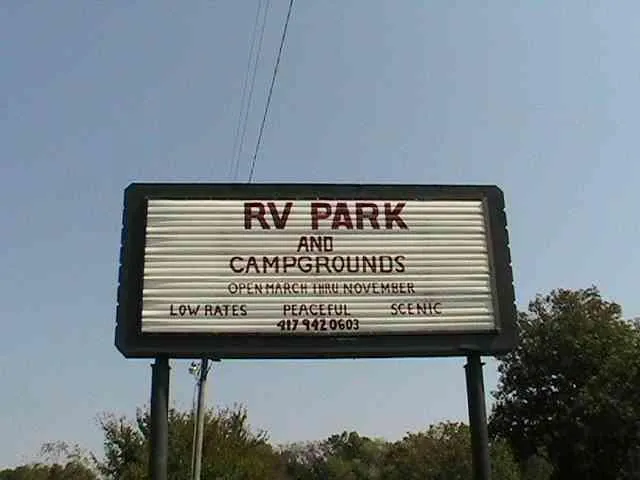 RV PARK
AND
CAMPGROUNDS
OPEN MARCH THRU NOVEMBER
LOW RATES PEACEFUL SCENIC
417 942 0603